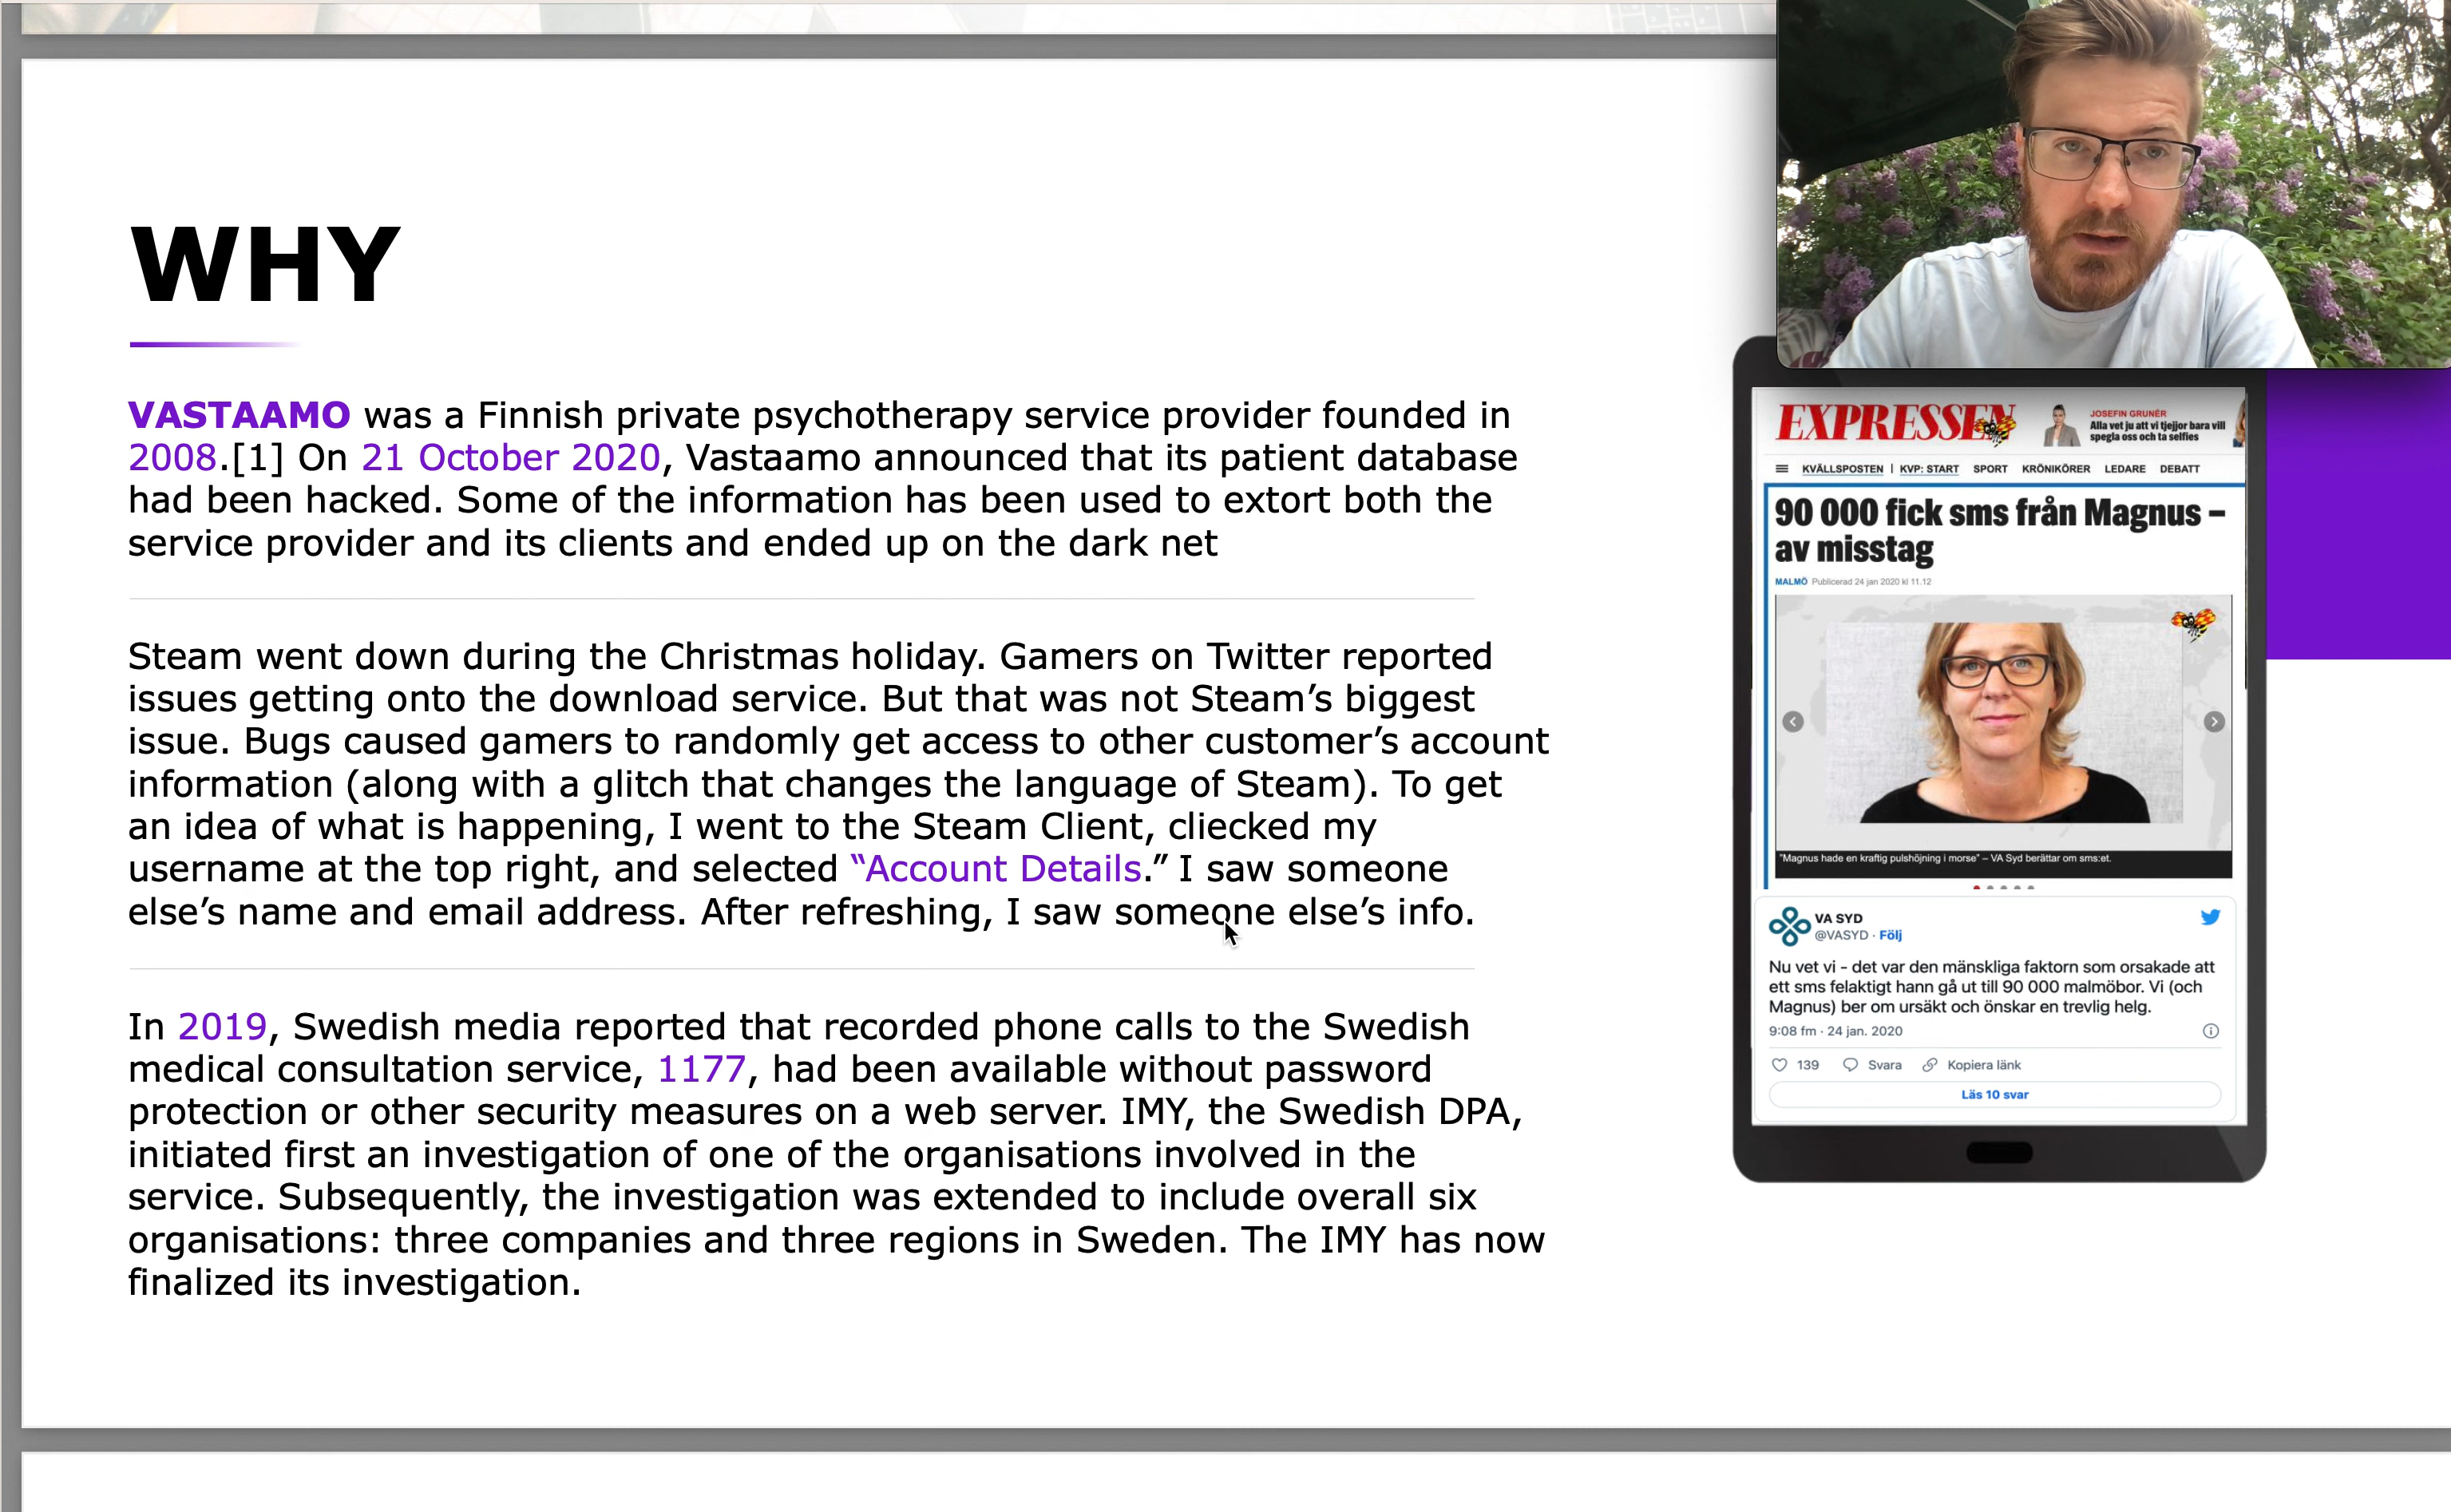 WHY
VASTAAMO was a Finnish private psychotherapy service provider founded in
2008.[1] On 21 October 2020, Vastaamo announced that its patient database
had been hacked. Some of the information has been used to extort both the
service provider and its clients and ended up on the dark net
Steam went down during the Christmas holiday. Gamers on Twitter reported
issues getting onto the download service. But that was not Steam’s biggest
issue. Bugs caused gamers to randomly get access to other customer’s account
information (along with a glitch that changes the language of Steam). To get
an idea of what is happening, I went to the Steam Client, cliecked my
username at the top right, and selected “Account Details.” I saw someone
else’s name and email address. After refreshing, I saw someone else’s info.
In 2019, Swedish media reported that recorded phone calls to the Swedish
medical consultation service, 1177, had been available without password
protection or other security measures on a web server. IMY, the Swedish DPA,
initiated first an investigation of one of the organisations involved in the
service. Subsequently, the investigation was extended to include overall six
organisations: three companies and three regions in Sweden. The IMY has now
finalized its investigation.
EXPRESSEN
JOSEFIN GRUNÉR
Alla vet ju att vi tjejjor bara vill
spegla oss och ta selfies
KVÄLLSPOSTEN | KVP: START SPORT KRÖNIKÖRER LEDARE DEBATT
90 000 fick sms från Magnus –
av misstag
MALMÖ Publicerad 24 jan 2020 kl 11.12
"Magnus hade en kraftig pulshöjning i morse" – VA Syd berättar om sms:et.
VA SYD
@VASYD · Följ
Nu vet vi - det var den mänskliga faktorn som orsakade att
ett sms felaktigt hann gå ut till 90 000 malmöbor. Vi (och
Magnus) ber om ursäkt och önskar en trevlig helg.
9:08 fm · 24 jan. 2020
139 Svara Kopiera länk
Läs 10 svar